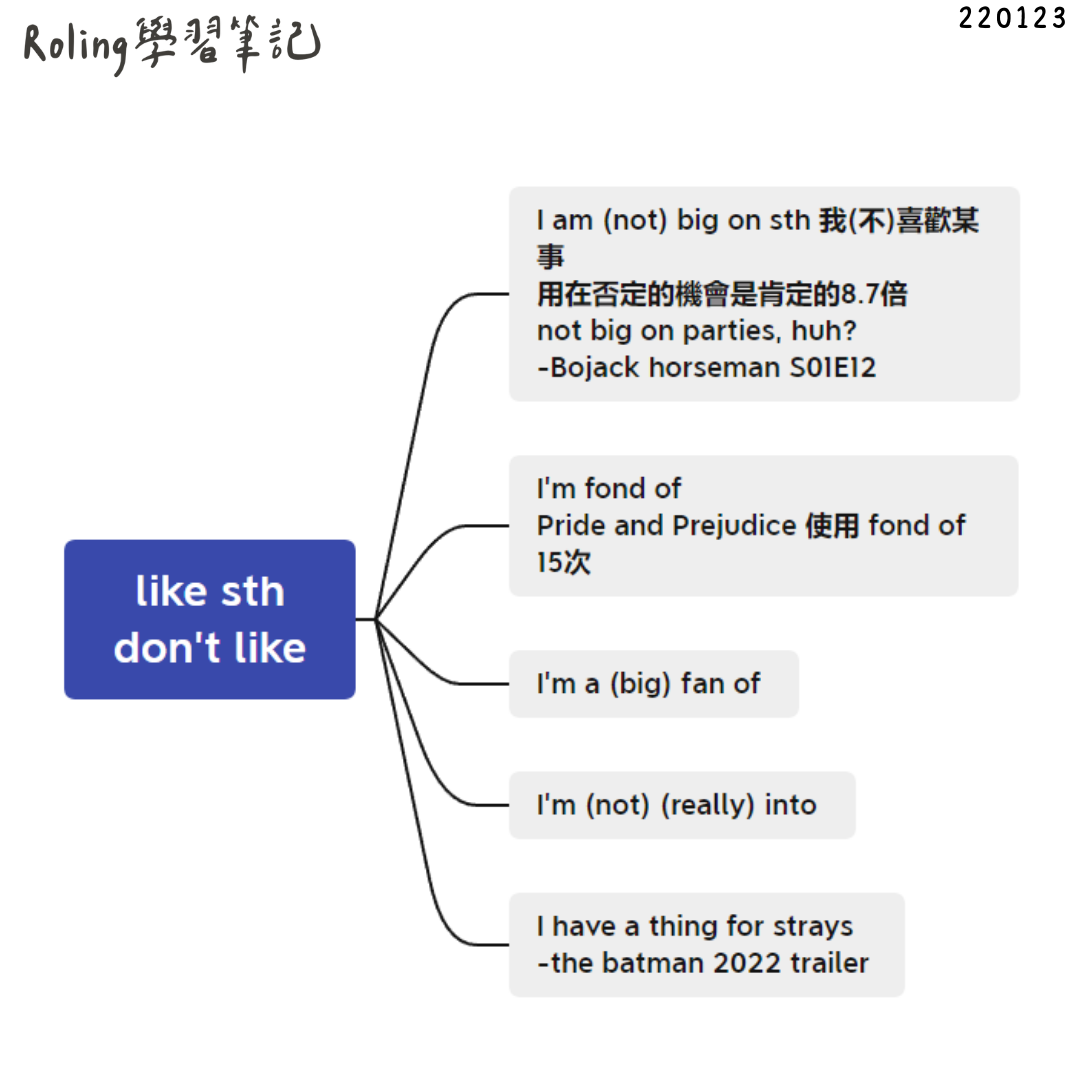 Roling學習筆記
220123
I am (not) big on sth 我(不)喜歡某
事
用在否定的機會是肯定的8.7倍
not big on parties, huh?
-Bojack horseman S01E12
I'm fond of
Pride and Prejudice 使用 fond of
15次
like sth
don't like
I'm a (big) fan of
I'm (not) (really) into
I have a thing for strays
-the batman 2022 trailer